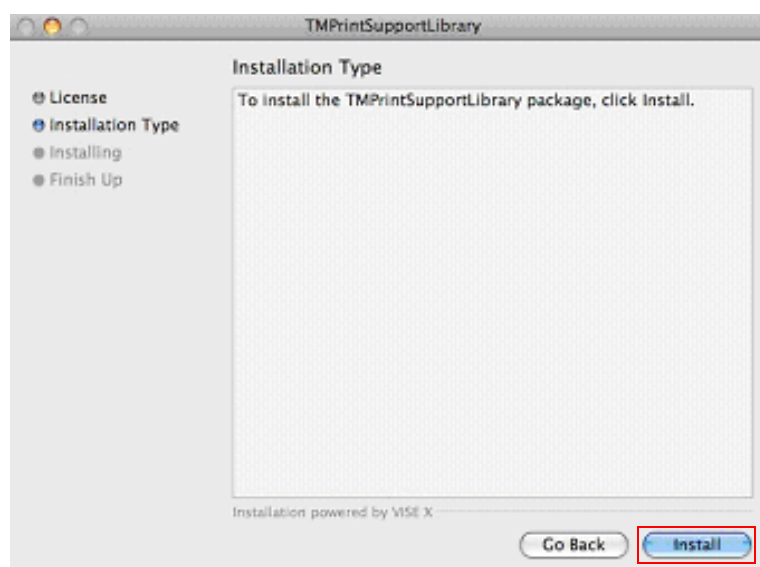 TMPrintSupportLibrary
Installation Type
To install the TMPrintSupportLibrary package, click Install.
License
Installation Type
Installing
Finish Up
Installation powered by VISE X
Go Back
Install